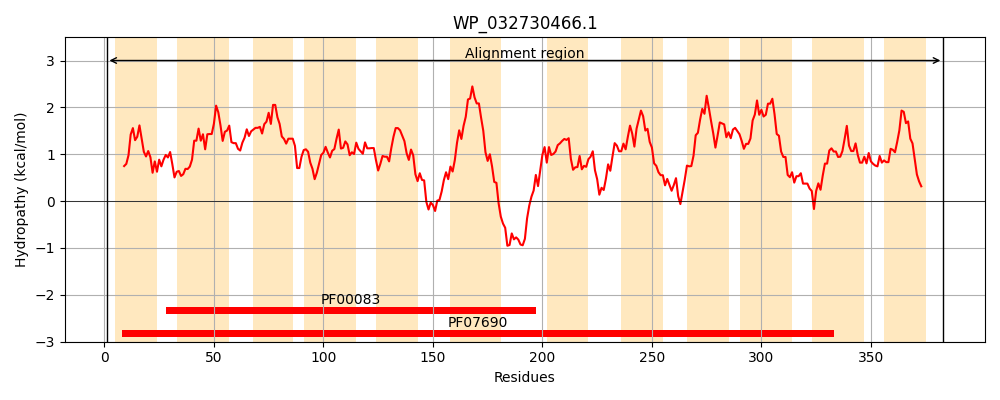 WP_032730466.1
Hydropathy (kcal/mol)
3
2
1
0
−1
−2
−3
Alignment region
PF00083
PF07690
0 50 100 150 200 250 300 350
Residues